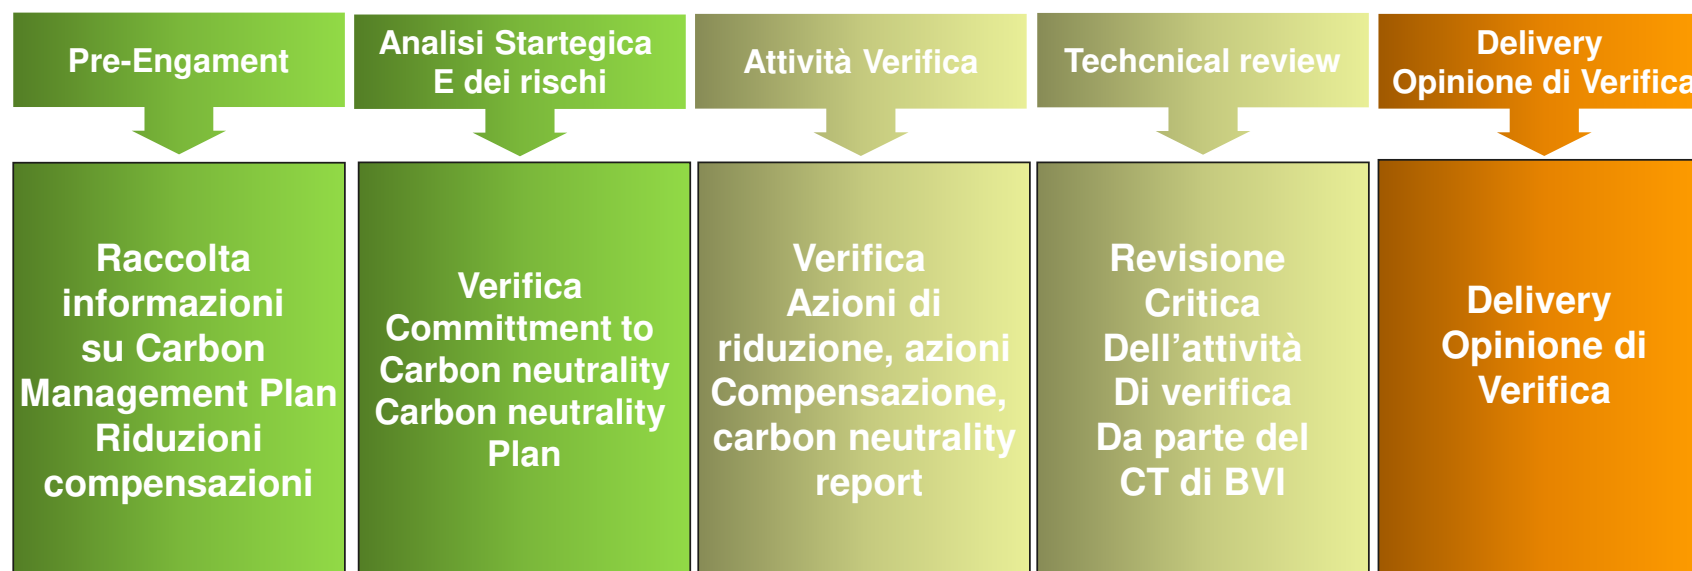 Pre-Engament
Analisi Startegica
E dei rischi
Attività Verifica
Techcnical review
Delivery
Opinione di Verifica
Raccolta
informazioni
su Carbon
Management Plan
Riduzioni
compensazioni
Verifica
Committment to
Carbon neutrality
Carbon neutrality
Plan
Verifica
Azioni di
riduzione, azioni
Compensazione,
carbon neutrality
report
Revisione
Critica
Dell'attività
Di verifica
Da parte del
CT di BVI
Delivery
Opinione di
Verifica